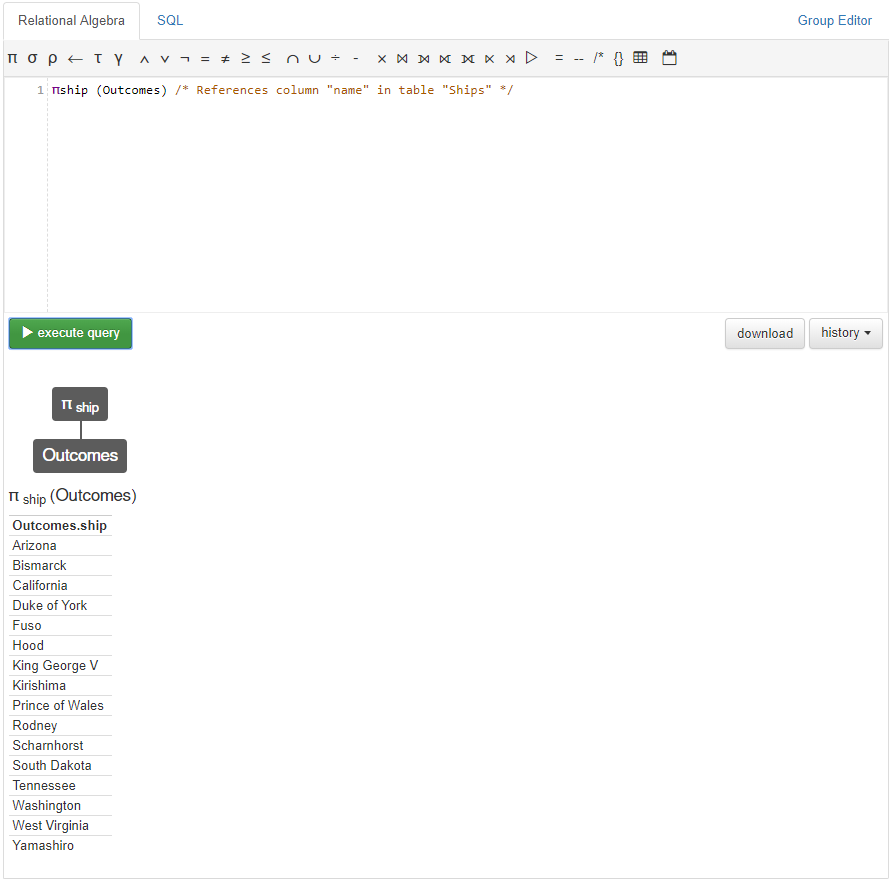 Relational Algebra SQL Group Editor
π σ ρ ← τ γ ∧ ∨ ¬ = ≠ ≥ ≤ ∩ ∪ ÷ - × ⨝ ⟕ ⟖ ⟗ ⋉ ⋊ ▷ = -- /* {}
1 πship (Outcomes) /* References column "name" in table "Ships" */
execute query download history
π ship
Outcomes
π ship (Outcomes)
Outcomes.ship
Arizona
Bismarck
California
Duke of York
Fuso
Hood
King George V
Kirishima
Prince of Wales
Rodney
Scharnhorst
South Dakota
Tennessee
Washington
West Virginia
Yamashiro